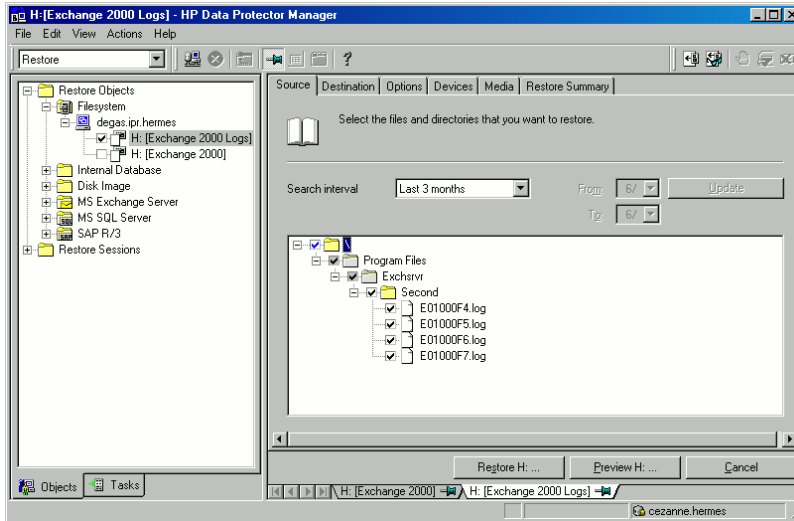 H:[Exchange 2000 Logs] - HP Data Protector Manager
File Edit View Actions Help
Restore
Restore Objects
Filesystem
degas.ipr.hermes
H: [Exchange 2000 Logs]
H: [Exchange 2000]
Internal Database
Disk Image
MS Exchange Server
MS SQL Server
SAP R/3
Restore Sessions
Objects Tasks
Source Destination Options Devices Media Restore Summary
Select the files and directories that you want to restore.
Search interval Last 3 months From: 6/ Update
To: 6/
\
Program Files
Exchsrvr
Second
E01000F4.log
E01000F5.log
E01000F6.log
E01000F7.log
Restore H: ... Preview H: ... Cancel
H: [Exchange 2000] H: [Exchange 2000 Logs]
cezanne.hermes